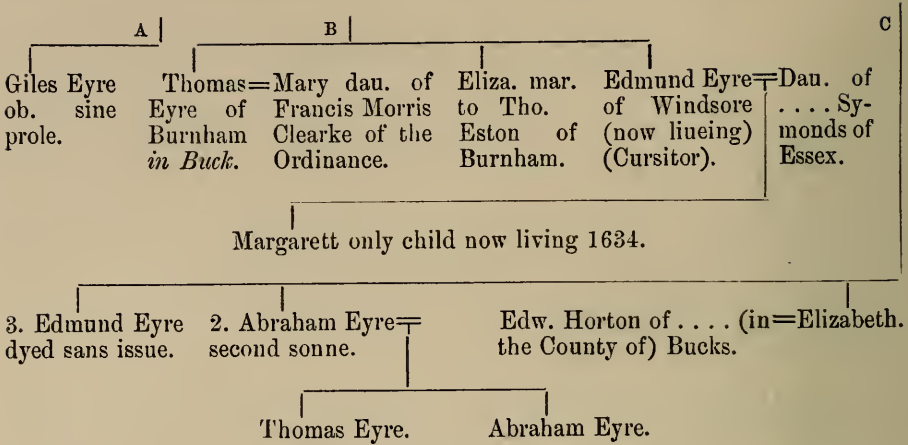 A B C
Giles Eyre
ob. sine
prole.
Thomas=Mary dau. of
Eyre of Francis Morris
Burnham Clearke of the
in Buck. Ordinance.
Eliza. mar.
to Tho.
Eston of
Burnham.
Edmund Eyre=Dau. of
of Windsore . . . . Sy-
(now liueing) monds of
(Cursitor). Essex.
Margarett only child now living 1634.
3. Edmund Eyre
dyed sans issue.
2. Abraham Eyre=
second sonne.
Edw. Horton of . . . . (in=Elizabeth.
the County of) Bucks.
Thomas Eyre. Abraham Eyre.